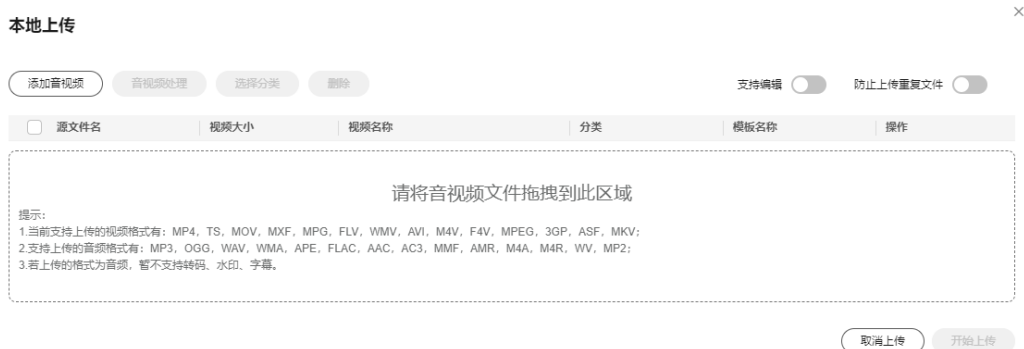 本地上传
添加音视频 音视频处理 选择分类 删除 支持编辑 防止上传重复文件
源文件名 视频大小 视频名称 分类 模板名称 操作
请将音视频文件拖拽到此区域
提示：
1.当前支持上传的视频格式有：MP4，TS，MOV，MXF，MPG，FLV，WMV，AVI，M4V，F4V，MPEG，3GP，ASF，MKV；
2.支持上传的音频格式有：MP3，OGG，WAV，WMA，APE，FLAC，AAC，AC3，MMF，AMR，M4A，M4R，WV，MP2；
3.若上传的格式为音频，暂不支持转码、水印、字幕。
取消上传 开始上传